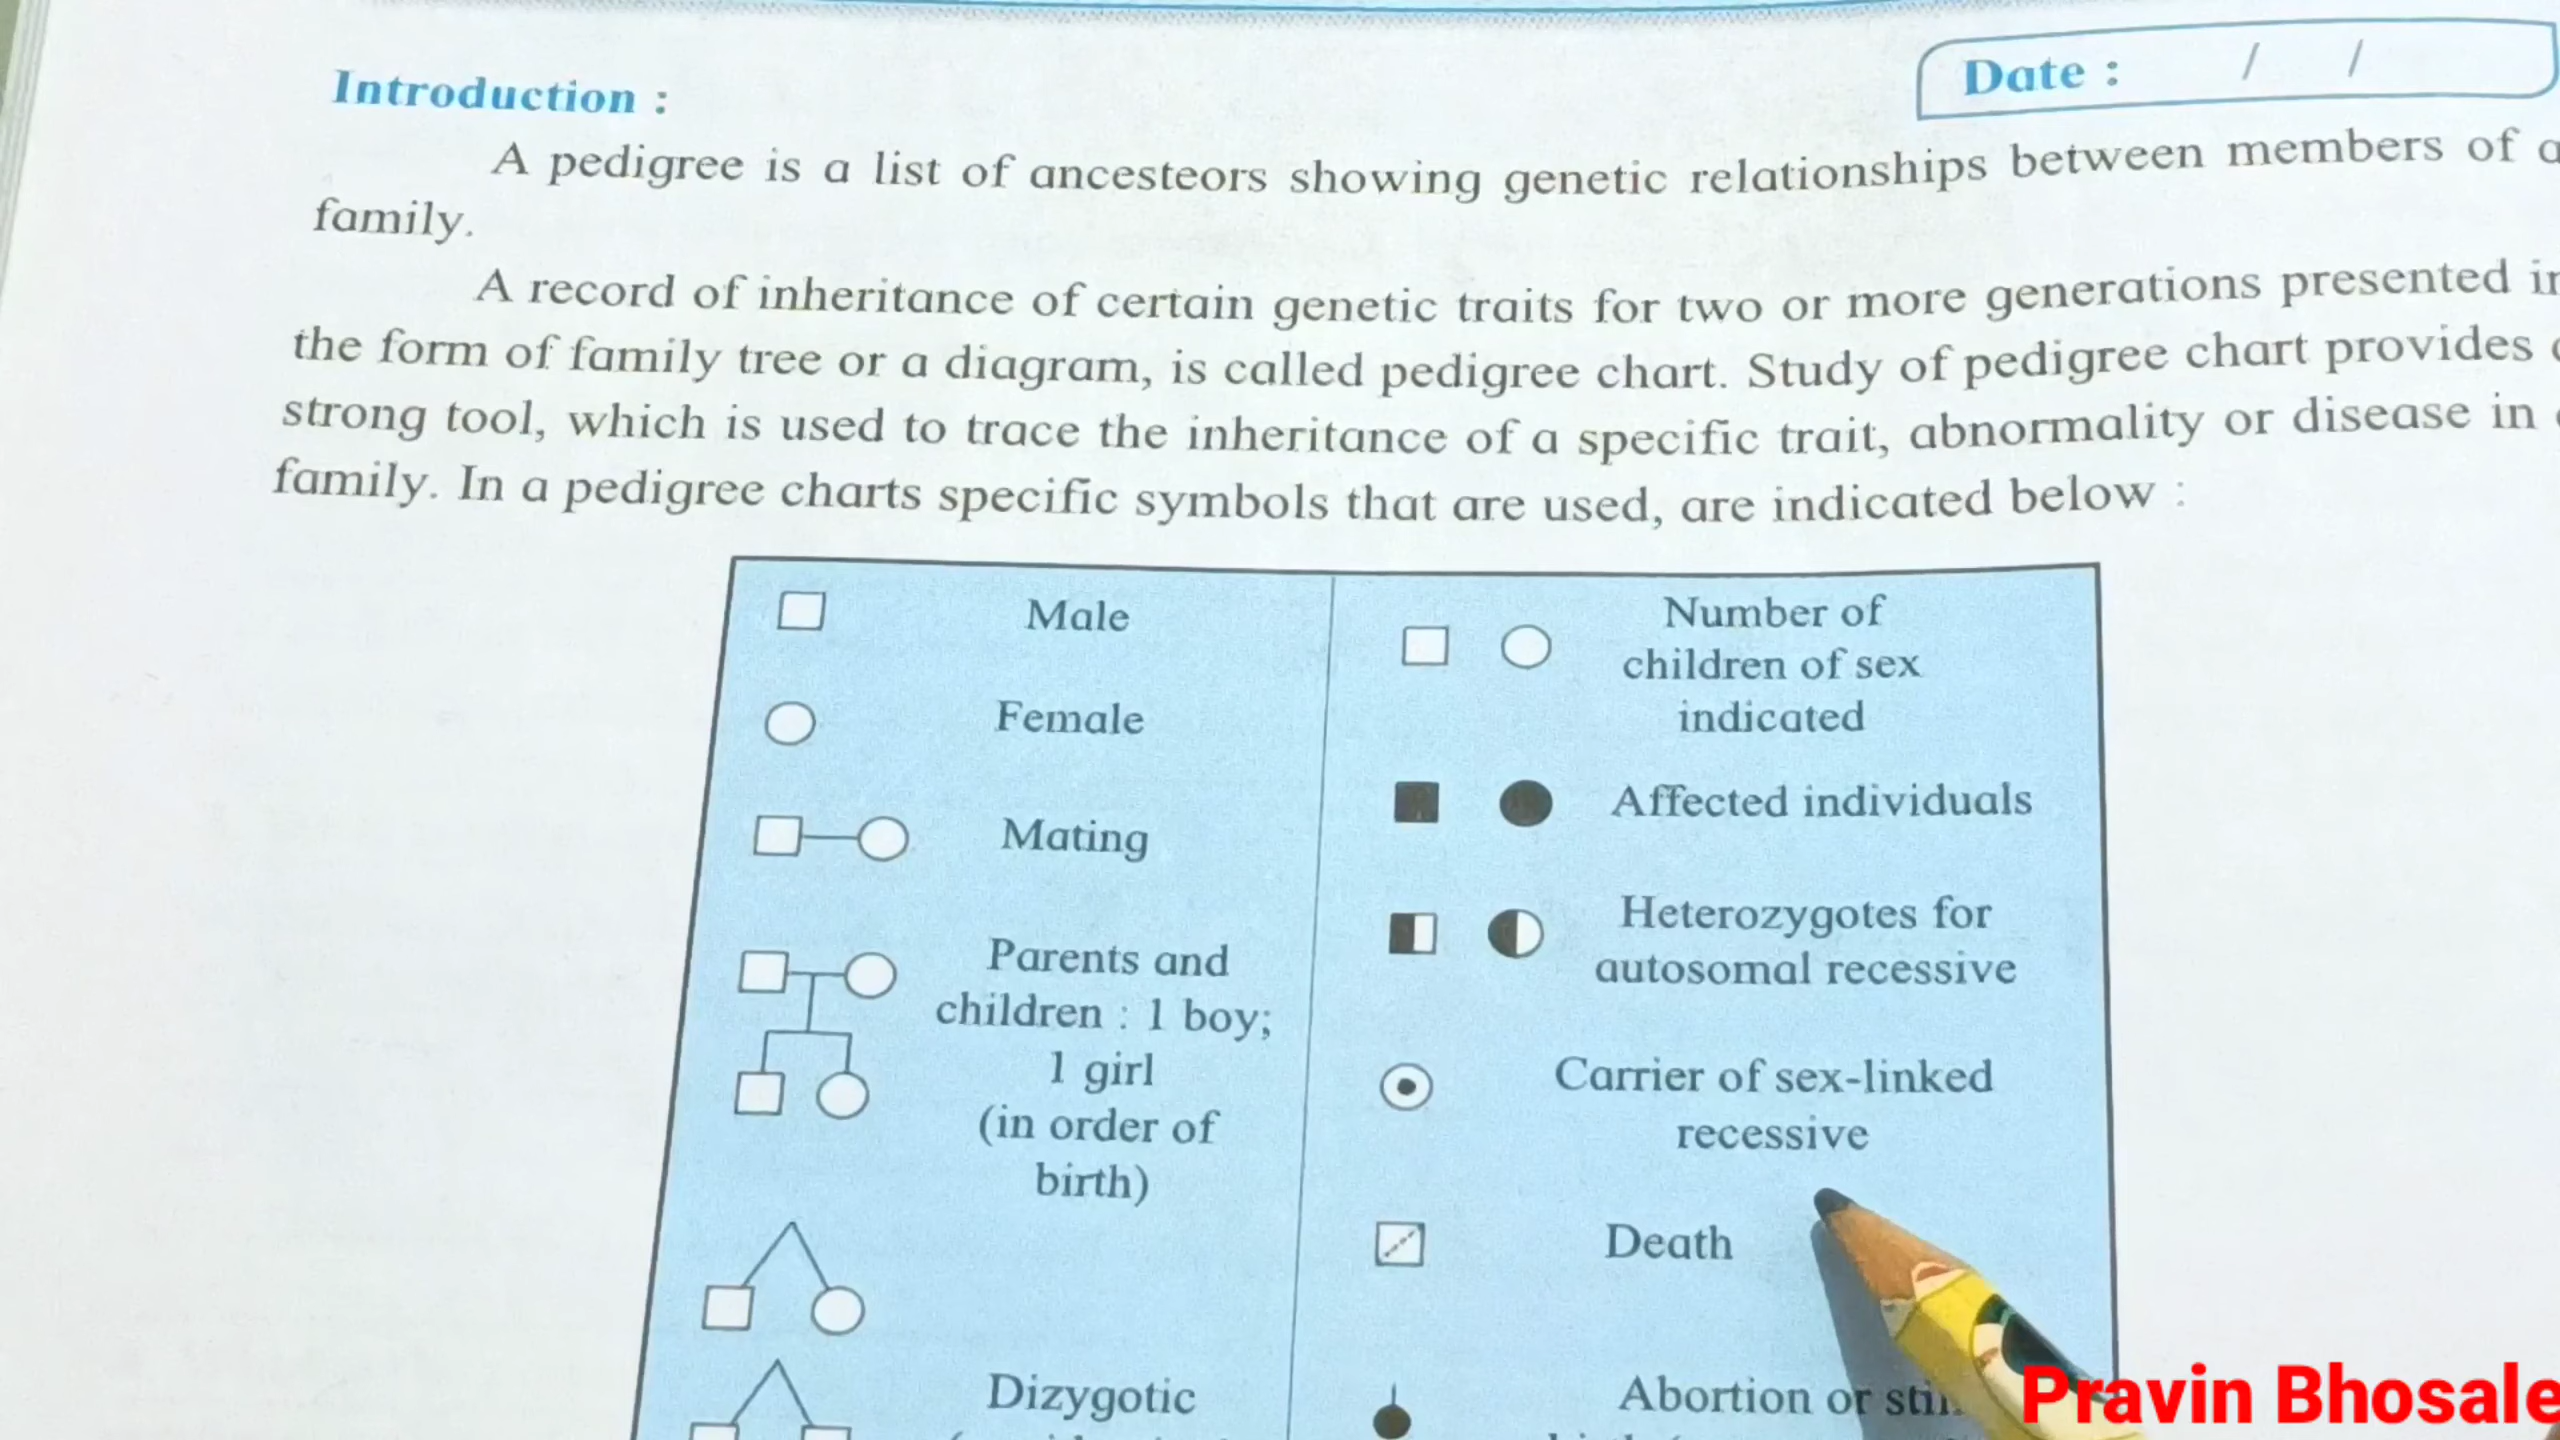 Introduction :
Date : / /
A pedigree is a list of ancesteors showing genetic relationships between members of a
family.
A record of inheritance of certain genetic traits for two or more generations presented in
the form of family tree or a diagram, is called pedigree chart. Study of pedigree chart provides
strong tool, which is used to trace the inheritance of a specific trait, abnormality or disease in
family. In a pedigree charts specific symbols that are used, are indicated below :
Male
Female
Mating
Parents and
children : 1 boy;
1 girl
(in order of
birth)
Dizygotic
Number of
children of sex
indicated
Affected individuals
Heterozygotes for
autosomal recessive
Carrier of sex-linked
recessive
Death
Abortion or
Pravin Bhosale